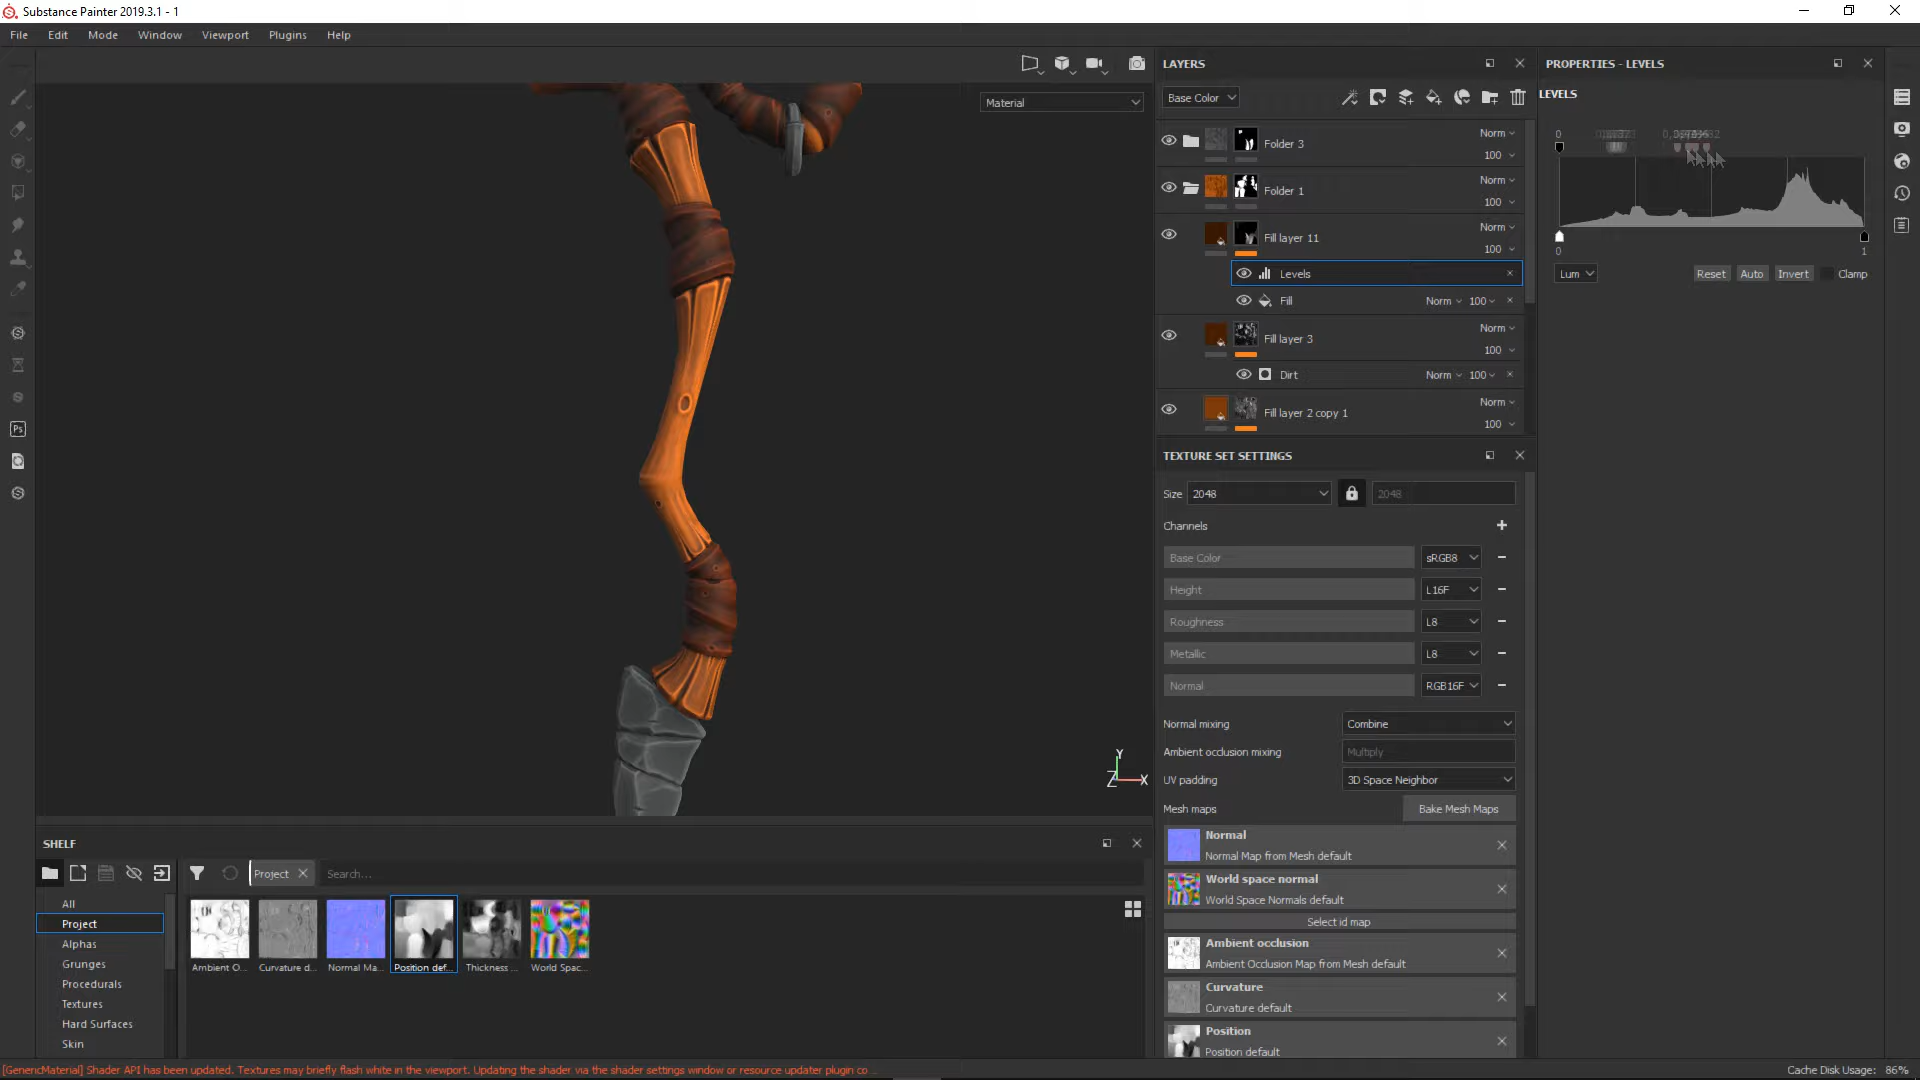 Substance Painter 2019.3.1 - 1
File Edit Mode Window Viewport Plugins Help
Material
LAYERS
Base Color
Folder 3 Norm 100
Folder 1 Norm 100
Fill layer 11 Norm 100
Levels
Fill Norm 100
Fill layer 3 Norm 100
Dirt Norm 100
Fill layer 2 copy 1 Norm 100
TEXTURE SET SETTINGS
Size 2048 2048
Channels
Base Color sRGB8
Height L16F
Roughness L8
Metallic L8
Normal RGB16F
Normal mixing Combine
Ambient occlusion mixing Multiply
UV padding 3D Space Neighbor
Mesh maps Bake Mesh Maps
Normal
Normal Map from Mesh default
World space normal
World Space Normals default
Select id map
Ambient occlusion
Ambient Occlusion Map from Mesh default
Curvature
Curvature default
Position
Position default
PROPERTIES - LEVELS
LEVELS
0
0 1
Lum Reset Auto Invert Clamp
Y
Z X
SHELF
Project Search...
All
Project
Alphas
Grunges
Procedurals
Textures
Hard Surfaces
Skin
Ambient O... Curvature d... Normal Ma... Position def... Thickness ... World Spac...
Ps
[GenericMaterial] Shader API has been updated. Textures may briefly flash white in the viewport. Updating the shader via the shader settings window or resource updater plugin co ...
Cache Disk Usage: 86%